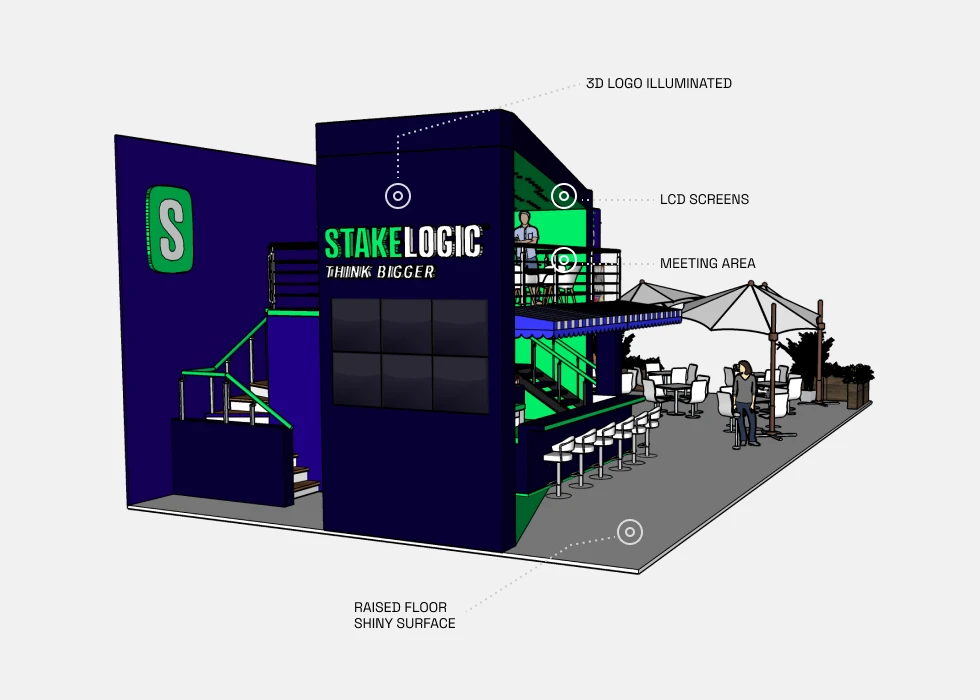 3D LOGO ILLUMINATED
LCD SCREENS
S
STAKELOGIC
THINK BIGGER
MEETING AREA
RAISED FLOOR
SHINY SURFACE